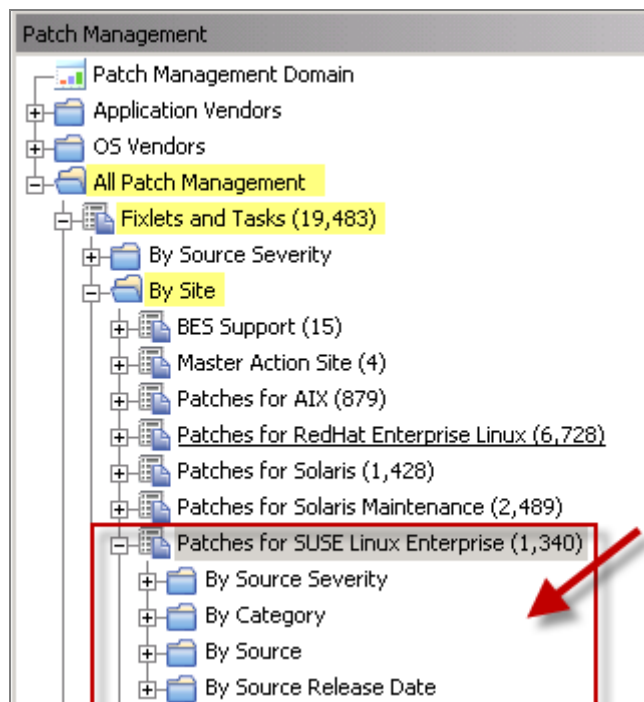 Patch Management
Patch Management Domain
Application Vendors
OS Vendors
All Patch Management
Fixlets and Tasks (19,483)
By Source Severity
By Site
BES Support (15)
Master Action Site (4)
Patches for AIX (879)
Patches for RedHat Enterprise Linux (6,728)
Patches for Solaris (1,428)
Patches for Solaris Maintenance (2,489)
Patches for SUSE Linux Enterprise (1,340)
By Source Severity
By Category
By Source
By Source Release Date